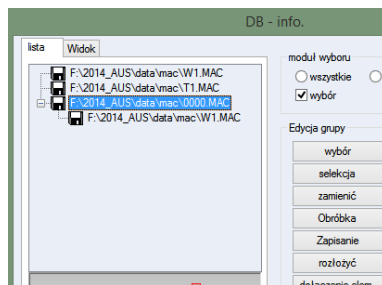 DB - info.
lista
Widok
F:\2014_AUS\data\mac\W1.MAC
F:\2014_AUS\data\mac\T1.MAC
F:\2014_AUS\data\mac\0000.MAC
F:\2014_AUS\data\mac\W1.MAC
moduł wyboru
wszystkie
wybór
Edycja grupy
wybór
selekcja
zamienić
Obróbka
Zapisanie
rozłożyć